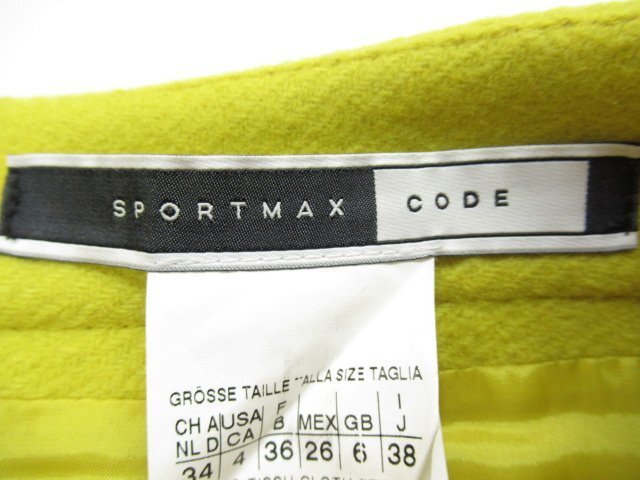 SPORTMAX CODE
GRÖSSE TAILLE TALLA SIZE TAGLIA
CH A USA F MEX GB I
NL D CA B J
34 4 36 26 6 38